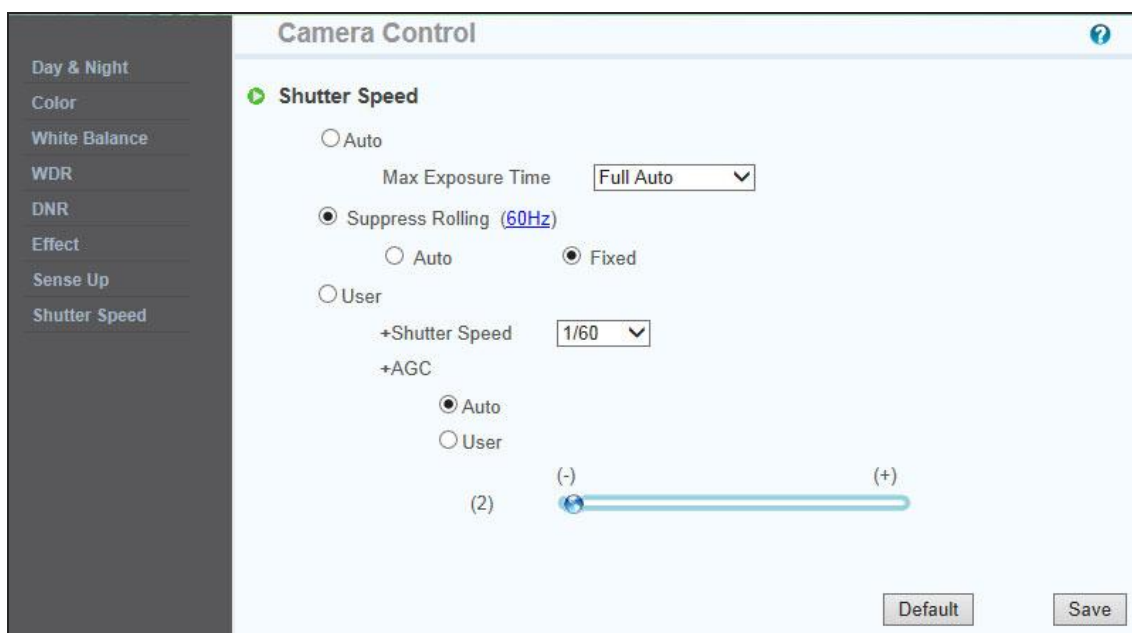 Camera Control
?
Day & Night
Color
White Balance
WDR
DNR
Effect
Sense Up
Shutter Speed
Shutter Speed
Auto
Max Exposure Time Full Auto
Suppress Rolling (60Hz)
Auto Fixed
User
+Shutter Speed 1/60
+AGC
Auto
User
(-) (+)
(2)
Default Save